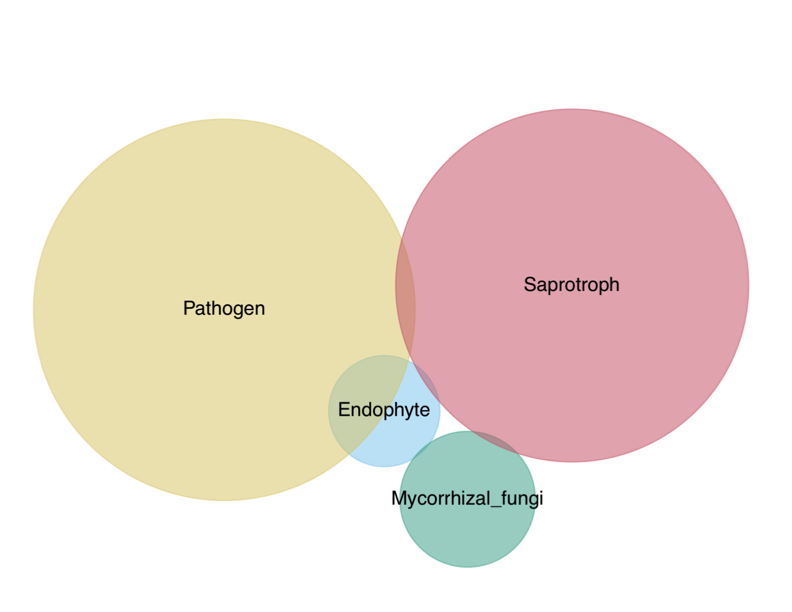 Saprotroph
Pathogen
Endophyte
Mycorrhizal_fungi